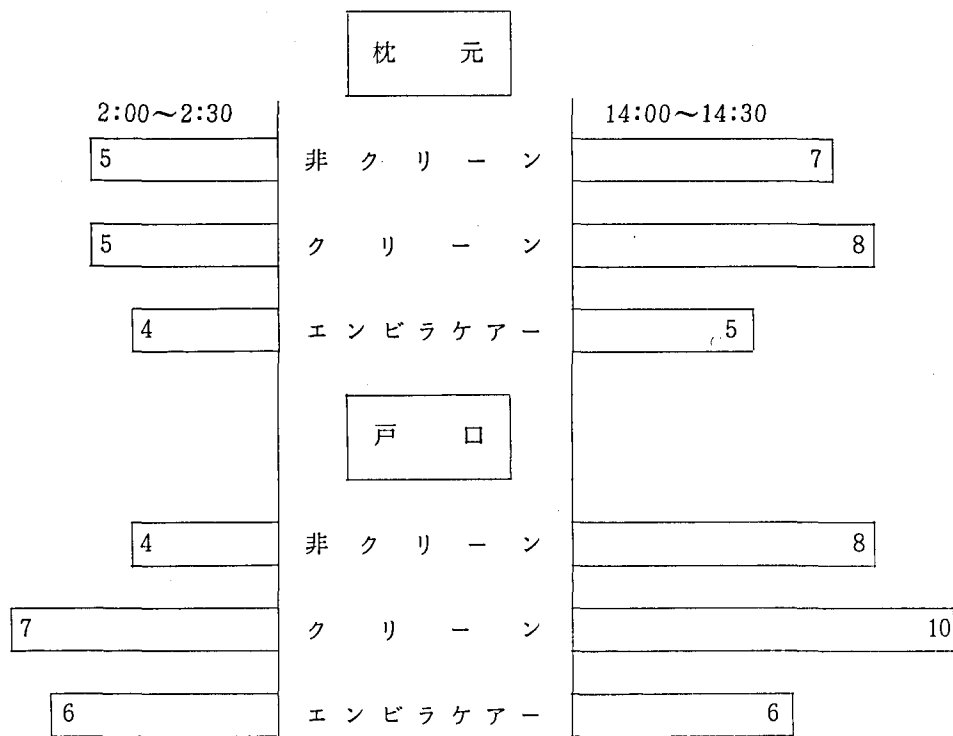 枕 元
2:00～2:30 14:00～14:30
5 非クリーン 7
5 クリーン 8
4 エンビラケアー 5
戸 口
4 非クリーン 8
7 クリーン 10
6 エンビラケアー 6